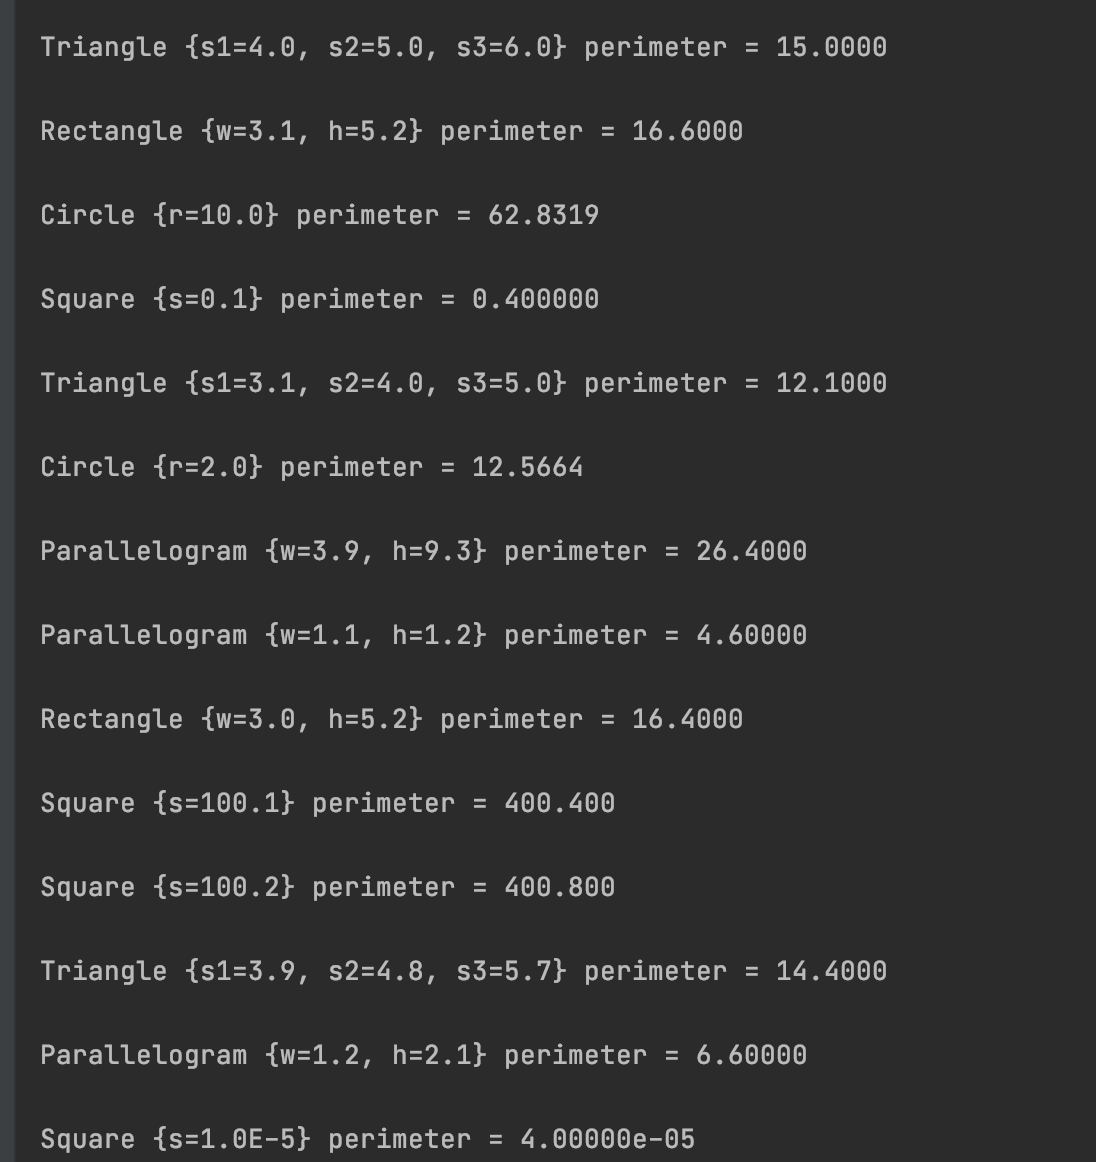 Triangle {s1=4.0, s2=5.0, s3=6.0} perimeter = 15.0000
Rectangle {w=3.1, h=5.2} perimeter = 16.6000
Circle {r=10.0} perimeter = 62.8319
Square {s=0.1} perimeter = 0.400000
Triangle {s1=3.1, s2=4.0, s3=5.0} perimeter = 12.1000
Circle {r=2.0} perimeter = 12.5664
Parallelogram {w=3.9, h=9.3} perimeter = 26.4000
Parallelogram {w=1.1, h=1.2} perimeter = 4.60000
Rectangle {w=3.0, h=5.2} perimeter = 16.4000
Square {s=100.1} perimeter = 400.400
Square {s=100.2} perimeter = 400.800
Triangle {s1=3.9, s2=4.8, s3=5.7} perimeter = 14.4000
Parallelogram {w=1.2, h=2.1} perimeter = 6.60000
Square {s=1.0E-5} perimeter = 4.00000e-05